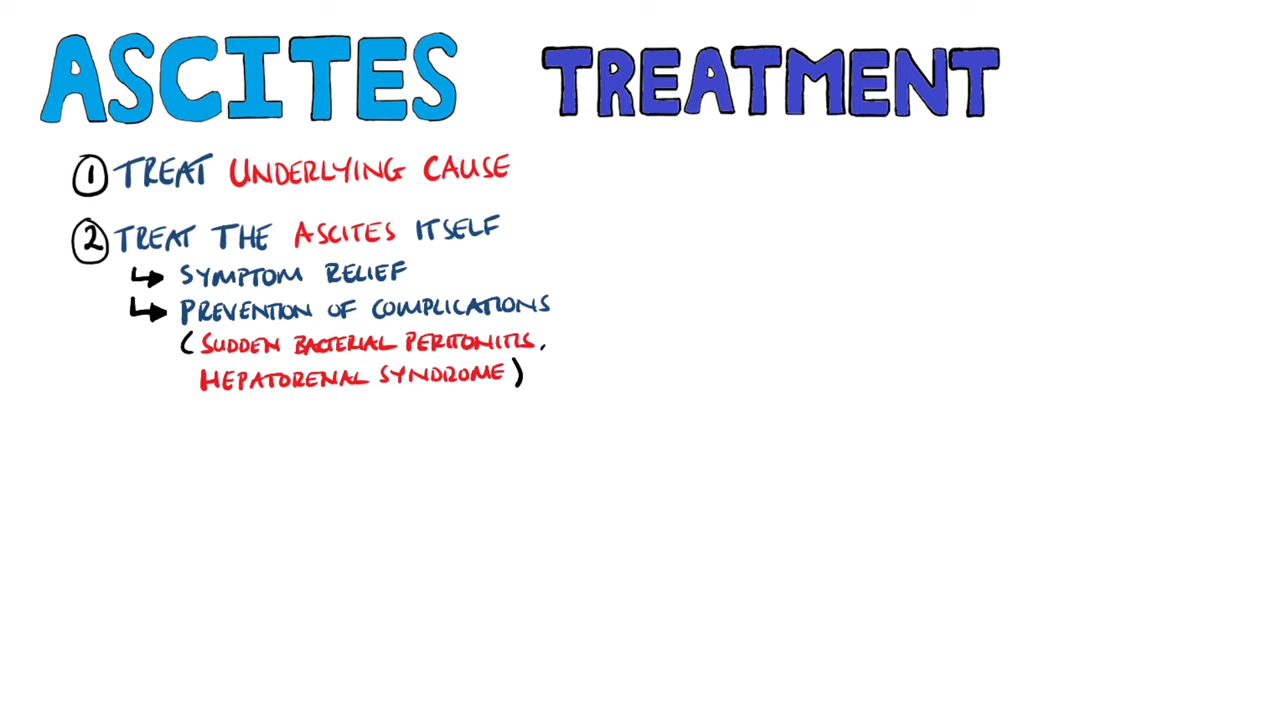 ASCITES TREATMENT
1 TREAT UNDERLYING CAUSE
2 TREAT THE ASCITES ITSELF
↳ SYMPTOM RELIEF
↳ PREVENTION OF COMPLICATIONS
(SUDDEN BACTERIAL PERITONITIS,
HEPATORENAL SYNDROME)